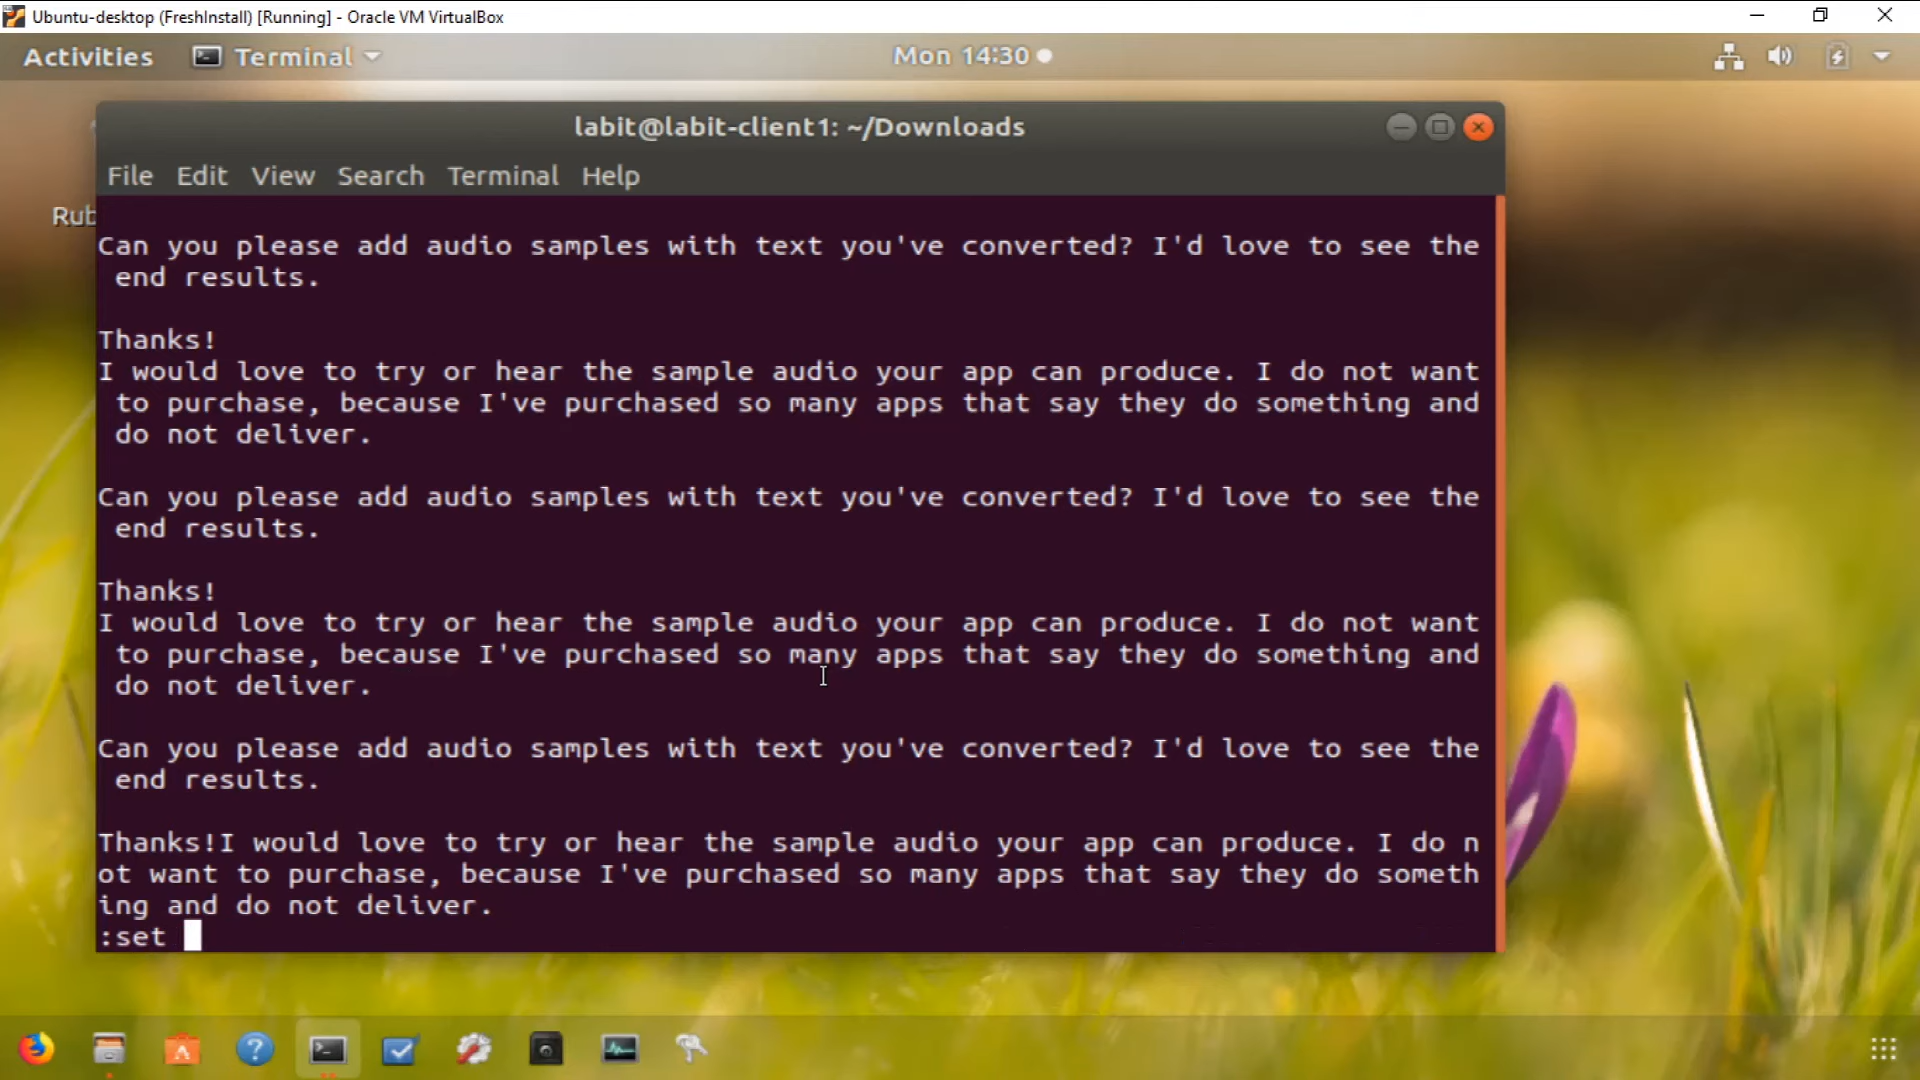 Ubuntu-desktop (FreshInstall) [Running] - Oracle VM VirtualBox
Activities Terminal Mon 14:30
labit@labit-client1: ~/Downloads
File Edit View Search Terminal Help
Rub
Can you please add audio samples with text you've converted? I'd love to see the
end results.
Thanks!
I would love to try or hear the sample audio your app can produce. I do not want
to purchase, because I've purchased so many apps that say they do something and
do not deliver.
Can you please add audio samples with text you've converted? I'd love to see the
end results.
Thanks!
I would love to try or hear the sample audio your app can produce. I do not want
to purchase, because I've purchased so many apps that say they do something and
do not deliver.
Can you please add audio samples with text you've converted? I'd love to see the
end results.
Thanks!I would love to try or hear the sample audio your app can produce. I do n
ot want to purchase, because I've purchased so many apps that say they do someth
ing and do not deliver.
:set